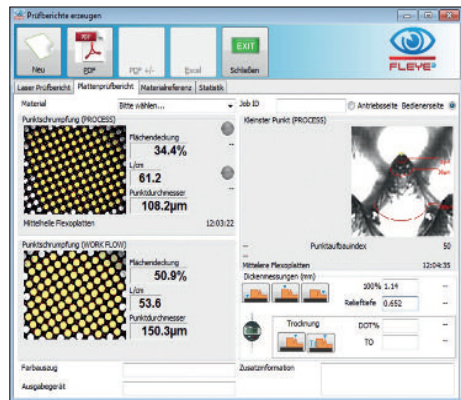 Prüfberichte erzeugen
PDF
EXIT
Neu PDF PDF +/- Excel Schließen
FLEYE
Laser Prüfbericht Plattenprüfbericht Materialreferenz Statistik
Material Bitte wählen... Job ID Antriebsseite Bedienerseite
Punktschrumpfung (PROCESS)
Flächendeckung
34.4%
--
L/cm
61.2
--
Punktdurchmesser
108.2µm
Mittelhelle Flexoplatten 12:03:22
Kleinster Punkt (PROCESS)
-- Punktaufbauindex 50
--
Mittelere Flexoplatten 12:04:35
Punktschrumpfung (WORK FLOW)
Flächendeckung
50.9%
L/cm
53.6
Punktdurchmesser
150.3µm
Dickenmessungen (mm)
100% 1.14 --
Relieftiefe 0.652 --
Trocknung DOT% --
TO --
Farbauszug
Ausgabegerät
Zusatzinformation